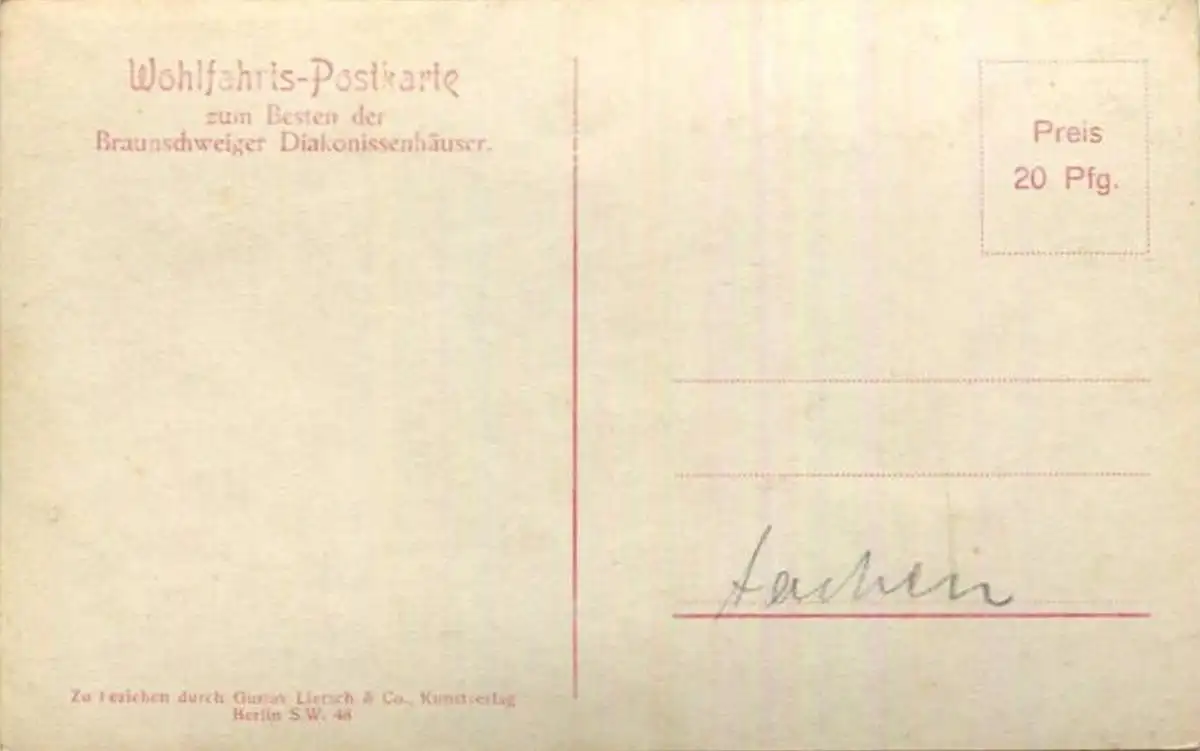 Wohlfahrts-Postkarte
zum Besten der
Braunschweiger Diakonissenhäuser.
Preis
20 Pfg.
Aachen
Zu beziehen durch Gustav Liersch & Co., Kunstverlag
Berlin S.W. 48